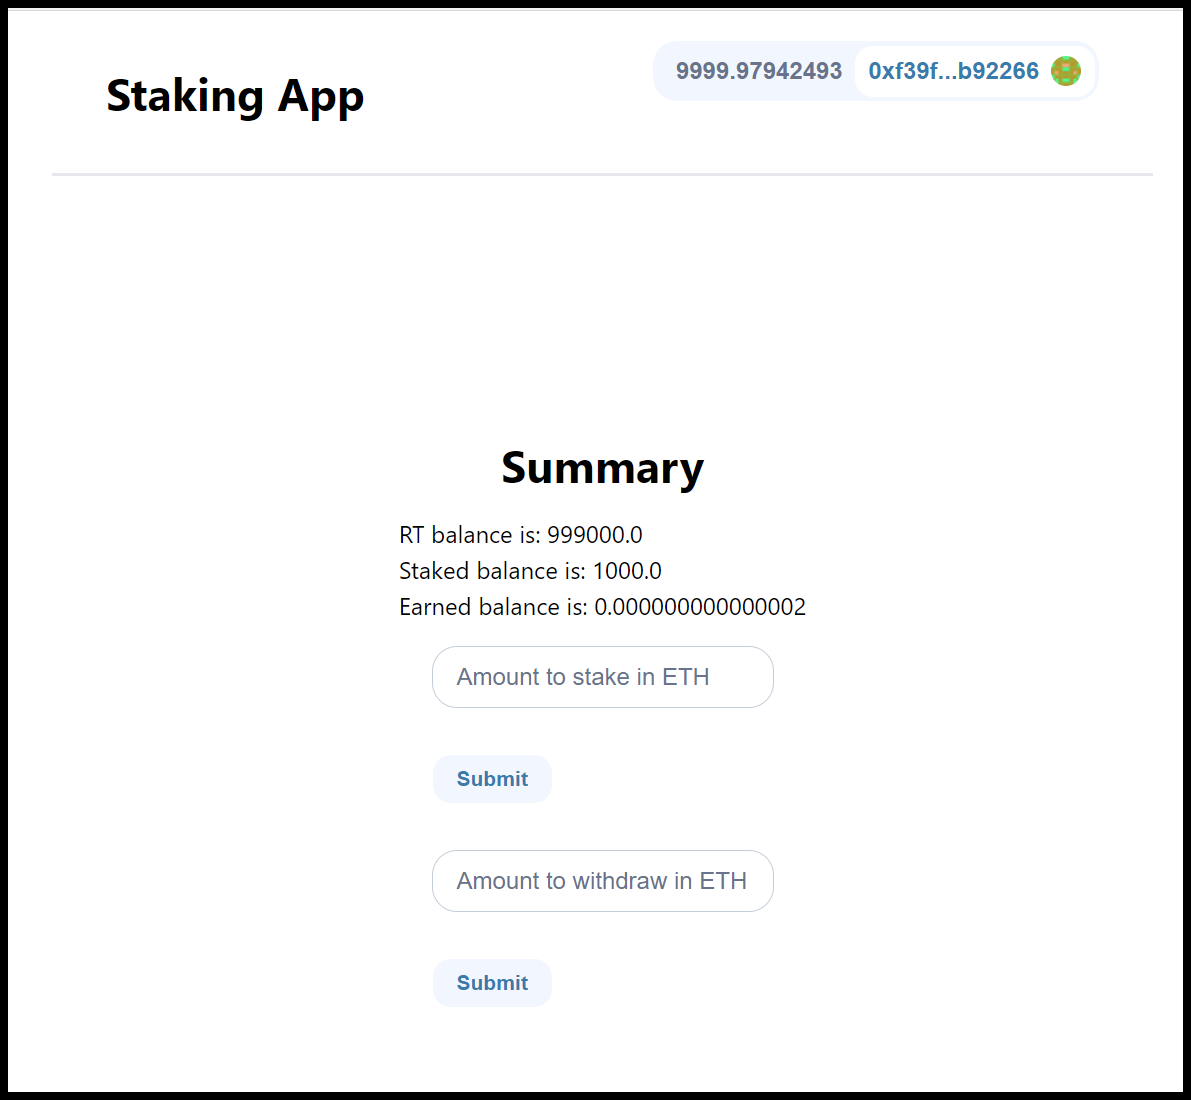 Staking App
9999.97942493 0xf39f...b92266
Summary
RT balance is: 999000.0
Staked balance is: 1000.0
Earned balance is: 0.000000000000002
Amount to stake in ETH
Submit
Amount to withdraw in ETH
Submit